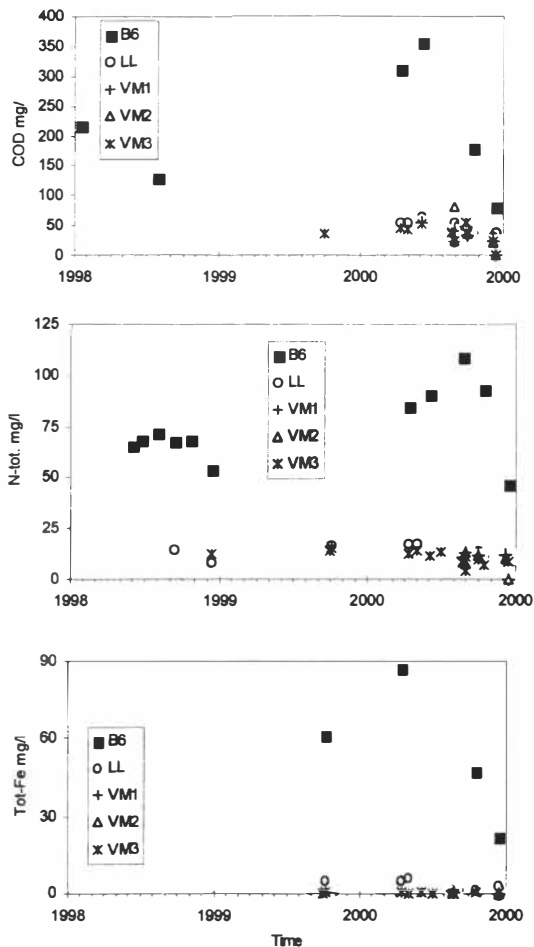 400
350
300
250
200
150
100
50
0
COD mg/
B6
LL
VM1
VM2
VM3
1998 1999 2000 2000
125
100
75
50
25
0
N-tot. mg/l
B6
LL
VM1
VM2
VM3
1998 1999 2000 2000
90
60
30
0
Tot-Fe mg/l
B6
LL
VM1
VM2
VM3
1998 1999 2000 2000
Time